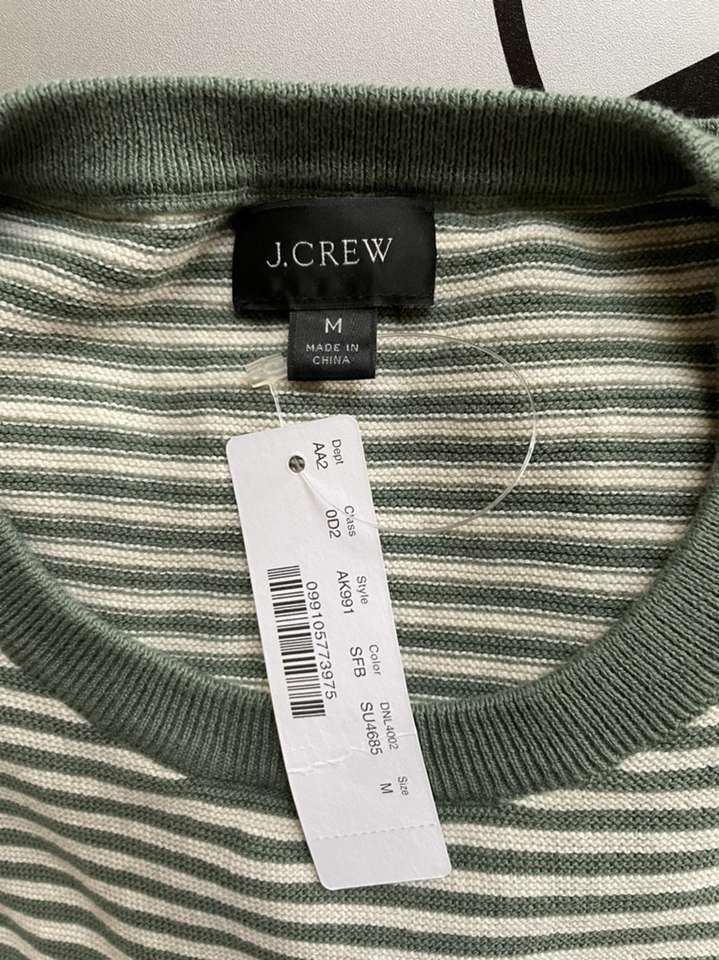 J.CREW
M
MADE IN
CHINA
Dept Class Style Color DNL4002 Size
AA2 0D2 AK991 SFB SU4685 M
099105773975